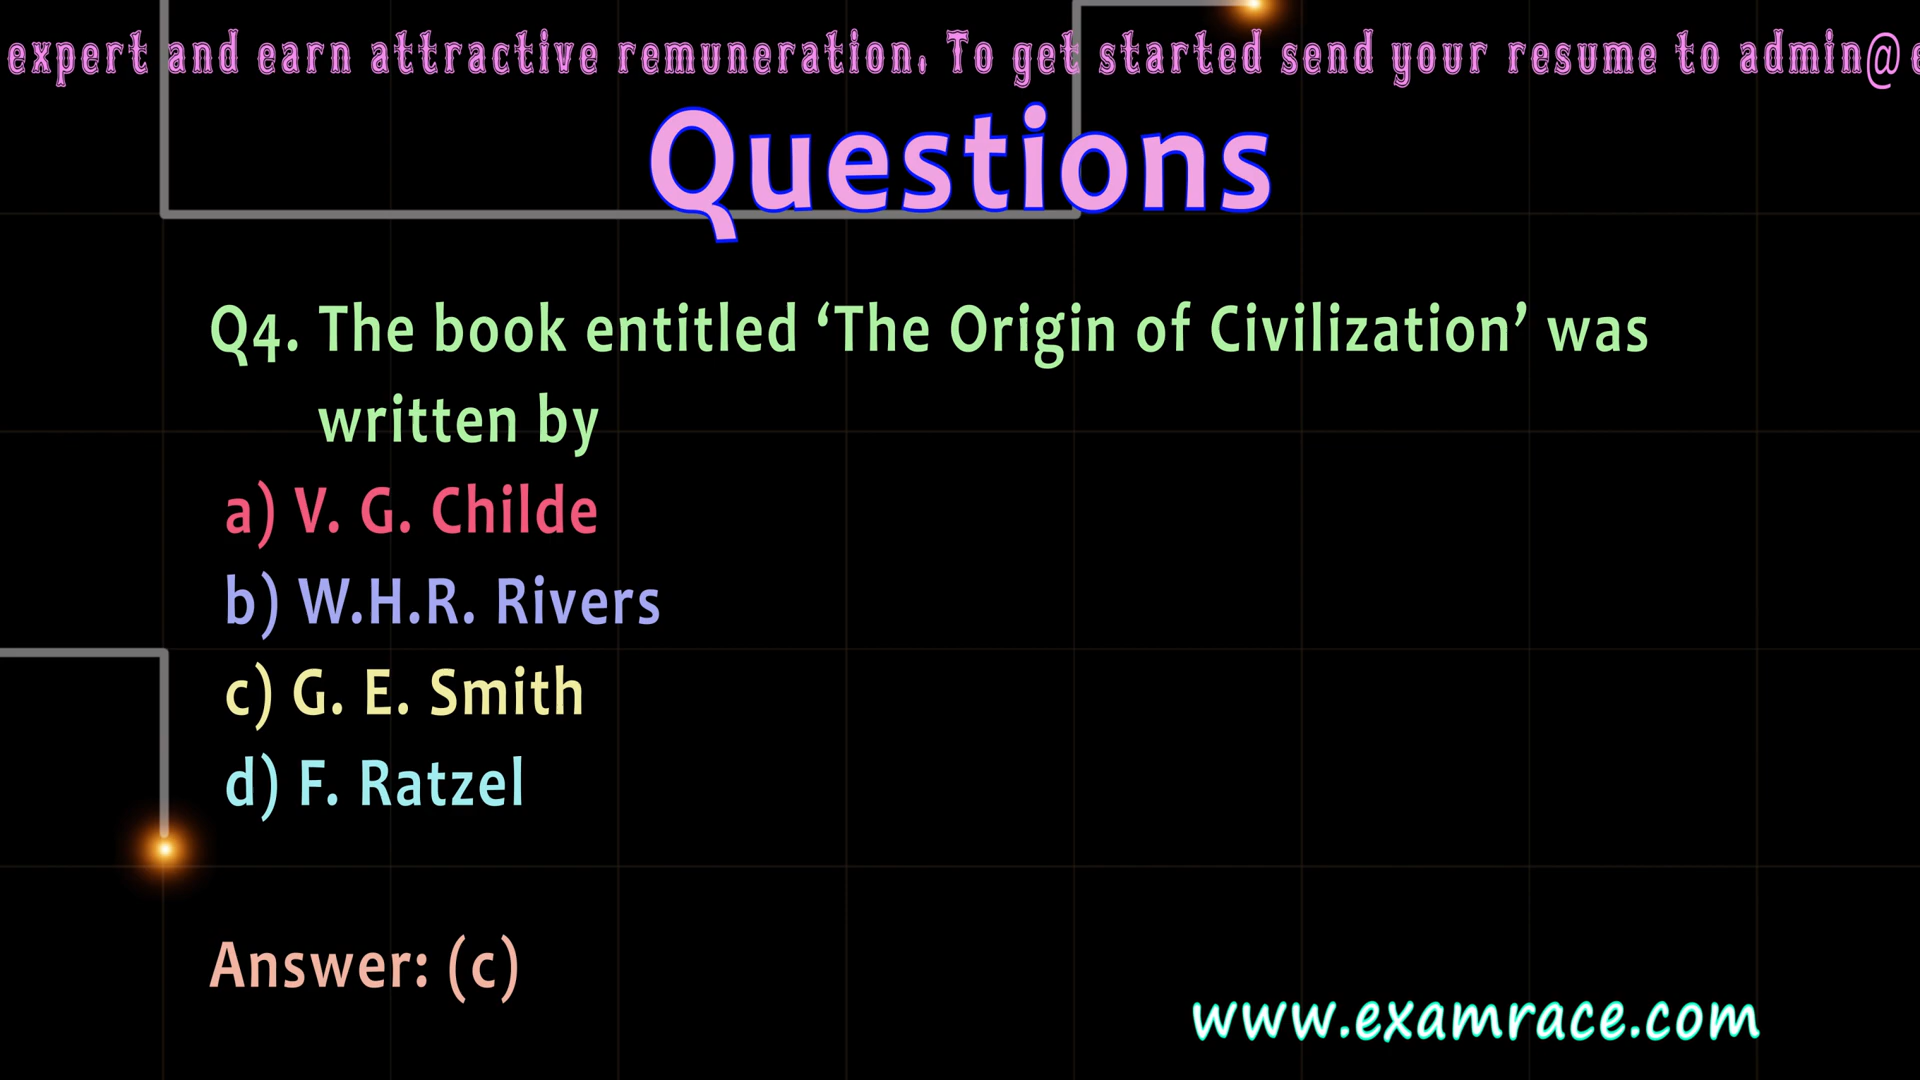 expert and earn attractive remuneration. To get started send your resume to admin@e
Questions
Q4. The book entitled ‘The Origin of Civilization’ was
written by
a) V. G. Childe
b) W.H.R. Rivers
c) G. E. Smith
d) F. Ratzel
Answer: (c)
www.examrace.com